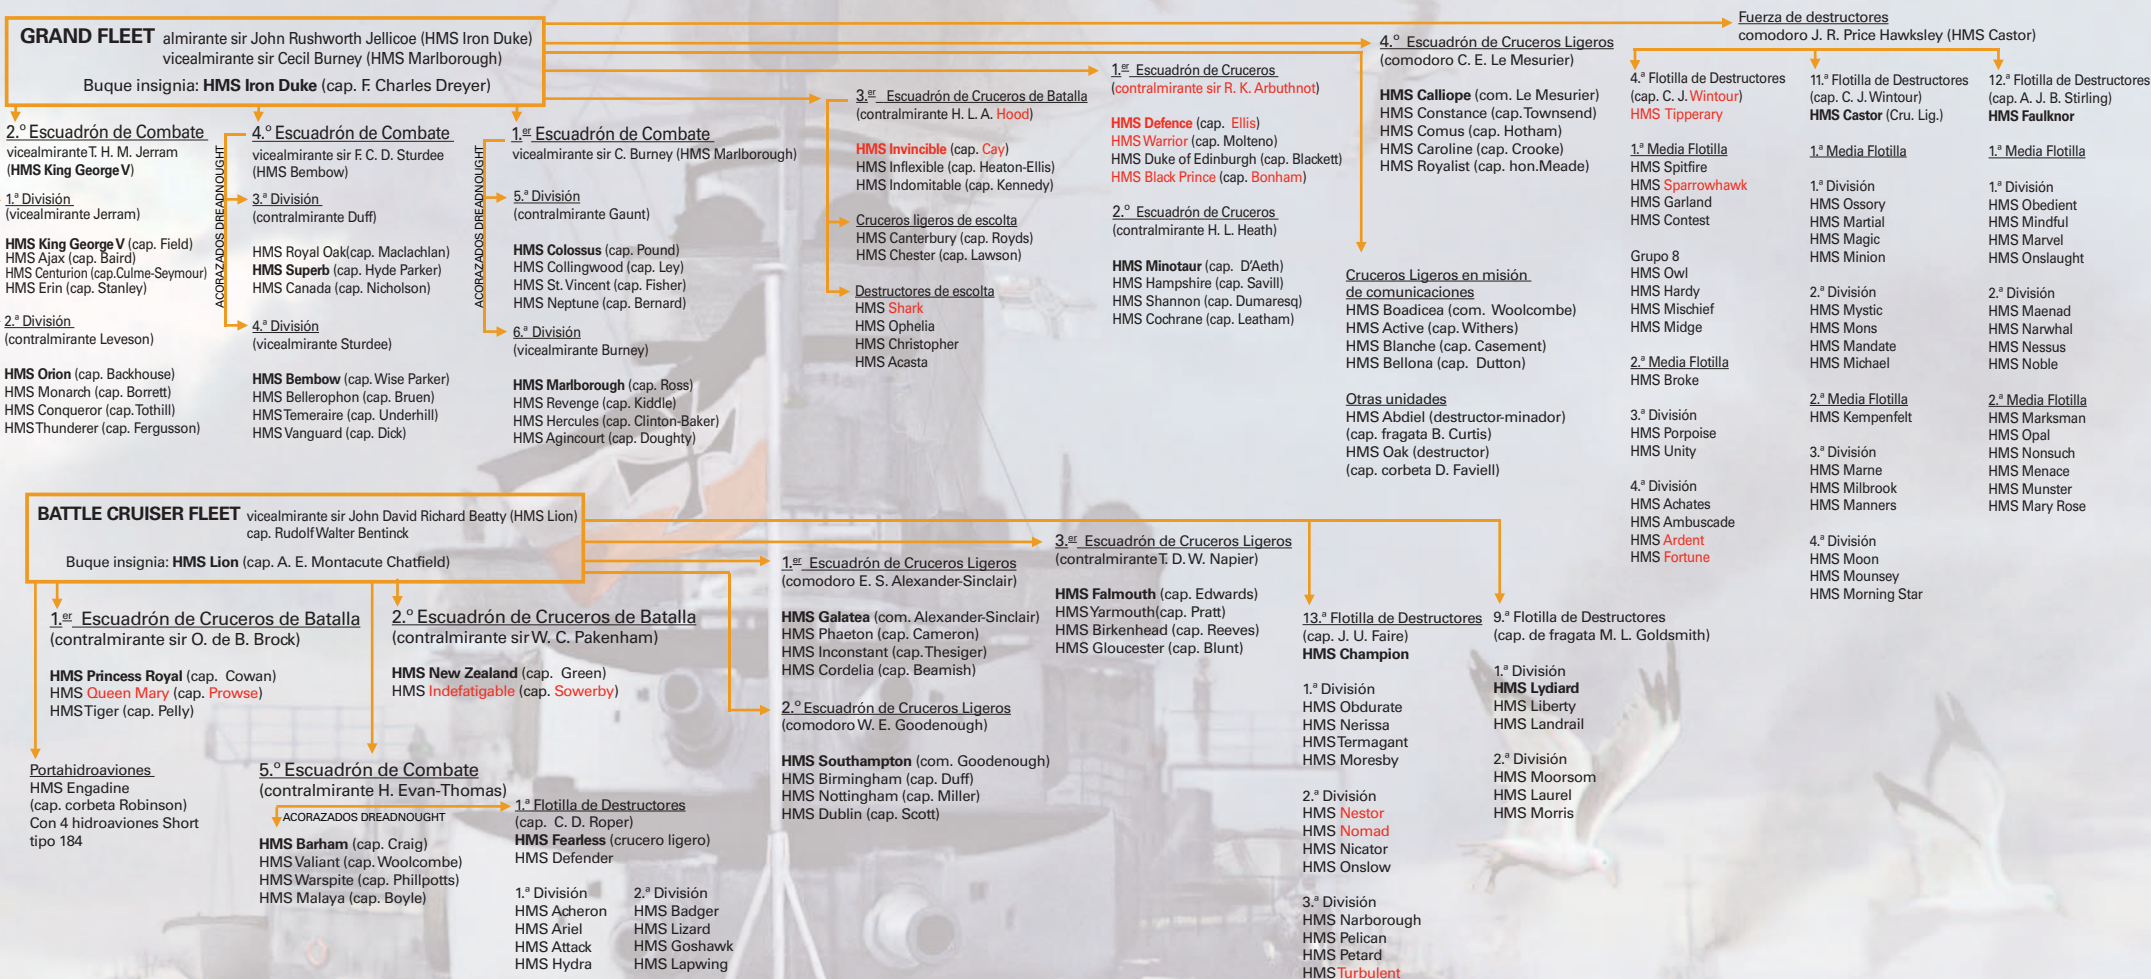 GRAND FLEET almirante sir John Rushworth Jellicoe (HMS Iron Duke)
vicealmirante sir Cecil Burney (HMS Marlborough)
Buque insignia: HMS Iron Duke (cap. F. Charles Dreyer)
2.º Escuadrón de Combate
vicealmirante T. H. M. Jerram
(HMS King George V)
1.ª División
(vicealmirante Jerram)
HMS King George V (cap. Field)
HMS Ajax (cap. Baird)
HMS Centurion (cap.Culme-Seymour)
HMS Erin (cap. Stanley)
2.ª División
(contralmirante Leveson)
HMS Orion (cap. Backhouse)
HMS Monarch (cap. Borrett)
HMS Conqueror (cap. Tothill)
HMS Thunderer (cap. Fergusson)
ACORAZADOS DREADNOUGHT
4.º Escuadrón de Combate
vicealmirante sir F. C. D. Sturdee
(HMS Bembow)
3.ª División
(contralmirante Duff)
HMS Royal Oak(cap. Maclachlan)
HMS Superb (cap. Hyde Parker)
HMS Canada (cap. Nicholson)
4.ª División
(vicealmirante Sturdee)
HMS Bembow (cap. Wise Parker)
HMS Bellerophon (cap. Bruen)
HMS Temeraire (cap. Underhill)
HMS Vanguard (cap. Dick)
ACORAZADOS DREADNOUGHT
1.er Escuadrón de Combate
vicealmirante sir C. Burney (HMS Marlborough)
5.ª División
(contralmirante Gaunt)
HMS Colossus (cap. Pound)
HMS Collingwood (cap. Ley)
HMS St. Vincent (cap. Fisher)
HMS Neptune (cap. Bernard)
6.ª División
(vicealmirante Burney)
HMS Marlborough (cap. Ross)
HMS Revenge (cap. Kiddle)
HMS Hercules (cap. Clinton-Baker)
HMS Agincourt (cap. Doughty)
3.er Escuadrón de Cruceros de Batalla
(contralmirante H. L. A. Hood)
HMS Invincible (cap. Cay)
HMS Inflexible (cap. Heaton-Ellis)
HMS Indomitable (cap. Kennedy)
Cruceros ligeros de escolta
HMS Canterbury (cap. Royds)
HMS Chester (cap. Lawson)
Destructores de escolta
HMS Shark
HMS Ophelia
HMS Christopher
HMS Acasta
1.er Escuadrón de Cruceros
(contralmirante sir R. K. Arbuthnot)
HMS Defence (cap. Ellis)
HMS Warrior (cap. Molteno)
HMS Duke of Edinburgh (cap. Blackett)
HMS Black Prince (cap. Bonham)
2.º Escuadrón de Cruceros
(contralmirante H. L. Heath)
HMS Minotaur (cap. D'Aeth)
HMS Hampshire (cap. Savill)
HMS Shannon (cap. Dumaresq)
HMS Cochrane (cap. Leatham)
4.º Escuadrón de Cruceros Ligeros
(comodoro C. E. Le Mesurier)
HMS Calliope (com. Le Mesurier)
HMS Constance (cap.Townsend)
HMS Comus (cap. Hotham)
HMS Caroline (cap. Crooke)
HMS Royalist (cap. hon.Meade)
Cruceros Ligeros en misión
de comunicaciones
HMS Boadicea (com. Woolcombe)
HMS Active (cap. Withers)
HMS Blanche (cap. Casement)
HMS Bellona (cap. Dutton)
Otras unidades
HMS Abdiel (destructor-minador)
(cap. fragata B. Curtis)
HMS Oak (destructor)
(cap. corbeta D. Faviell)
Fuerza de destructores
comodoro J. R. Price Hawksley (HMS Castor)
4.ª Flotilla de Destructores
(cap. C. J. Wintour)
HMS Tipperary
1.ª Media Flotilla
HMS Spitfire
HMS Sparrowhawk
HMS Garland
HMS Contest
Grupo 8
HMS Owl
HMS Hardy
HMS Mischief
HMS Midge
2.ª Media Flotilla
HMS Broke
3.ª División
HMS Porpoise
HMS Unity
4.ª División
HMS Achates
HMS Ambuscade
HMS Ardent
HMS Fortune
11.ª Flotilla de Destructores
(cap. C. J. Wintour)
HMS Castor (Cru. Lig.)
1.ª Media Flotilla
1.ª División
HMS Ossory
HMS Martial
HMS Magic
HMS Minion
2.ª División
HMS Mystic
HMS Mons
HMS Mandate
HMS Michael
2.ª Media Flotilla
HMS Kempenfelt
3.ª División
HMS Marne
HMS Milbrook
HMS Manners
4.ª División
HMS Moon
HMS Mounsey
HMS Morning Star
12.ª Flotilla de Destructores
(cap. A. J. B. Stirling)
HMS Faulknor
1.ª Media Flotilla
1.ª División
HMS Obedient
HMS Mindful
HMS Marvel
HMS Onslaught
2.ª División
HMS Maenad
HMS Narwhal
HMS Nessus
HMS Noble
2.ª Media Flotilla
HMS Marksman
HMS Opal
HMS Nonsuch
HMS Menace
HMS Munster
HMS Mary Rose
BATTLE CRUISER FLEET vicealmirante sir John David Richard Beatty (HMS Lion)
cap. Rudolf Walter Bentinck
Buque insignia: HMS Lion (cap. A. E. Montacute Chatfield)
1.er Escuadrón de Cruceros de Batalla
(contralmirante sir O. de B. Brock)
HMS Princess Royal (cap. Cowan)
HMS Queen Mary (cap. Prowse)
HMS Tiger (cap. Pelly)
2.º Escuadrón de Cruceros de Batalla
(contralmirante sir W. C. Pakenham)
HMS New Zealand (cap. Green)
HMS Indefatigable (cap. Sowerby)
Portahidroaviones
HMS Engadine
(cap. corbeta Robinson)
Con 4 hidroaviones Short
tipo 184
5.º Escuadrón de Combate
(contralmirante H. Evan-Thomas)
ACORAZADOS DREADNOUGHT
HMS Barham (cap. Craig)
HMS Valiant (cap. Woolcombe)
HMS Warspite (cap. Phillpotts)
HMS Malaya (cap. Boyle)
1.ª Flotilla de Destructores
(cap. C. D. Roper)
HMS Fearless (crucero ligero)
HMS Defender
1.ª División
HMS Acheron
HMS Ariel
HMS Attack
HMS Hydra
2.ª División
HMS Badger
HMS Lizard
HMS Goshawk
HMS Lapwing
1.er Escuadrón de Cruceros Ligeros
(comodoro E. S. Alexander-Sinclair)
HMS Galatea (com. Alexander-Sinclair)
HMS Phaeton (cap. Cameron)
HMS Inconstant (cap. Thesiger)
HMS Cordelia (cap. Beamish)
2.º Escuadrón de Cruceros Ligeros
(comodoro W. E. Goodenough)
HMS Southampton (com. Goodenough)
HMS Birmingham (cap. Duff)
HMS Nottingham (cap. Miller)
HMS Dublin (cap. Scott)
3.er Escuadrón de Cruceros Ligeros
(contralmirante T. D. W. Napier)
HMS Falmouth (cap. Edwards)
HMS Yarmouth(cap. Pratt)
HMS Birkenhead (cap. Reeves)
HMS Gloucester (cap. Blunt)
13.ª Flotilla de Destructores
(cap. J. U. Faire)
HMS Champion
1.ª División
HMS Obdurate
HMS Nerissa
HMS Termagant
HMS Moresby
2.ª División
HMS Nestor
HMS Nomad
HMS Nicator
HMS Onslow
3.ª División
HMS Narborough
HMS Pelican
HMS Petard
HMS Turbulent
9.ª Flotilla de Destructores
(cap. de fragata M. L. Goldsmith)
1.ª División
HMS Lydiard
HMS Liberty
HMS Landrail
2.ª División
HMS Moorsom
HMS Laurel
HMS Morris